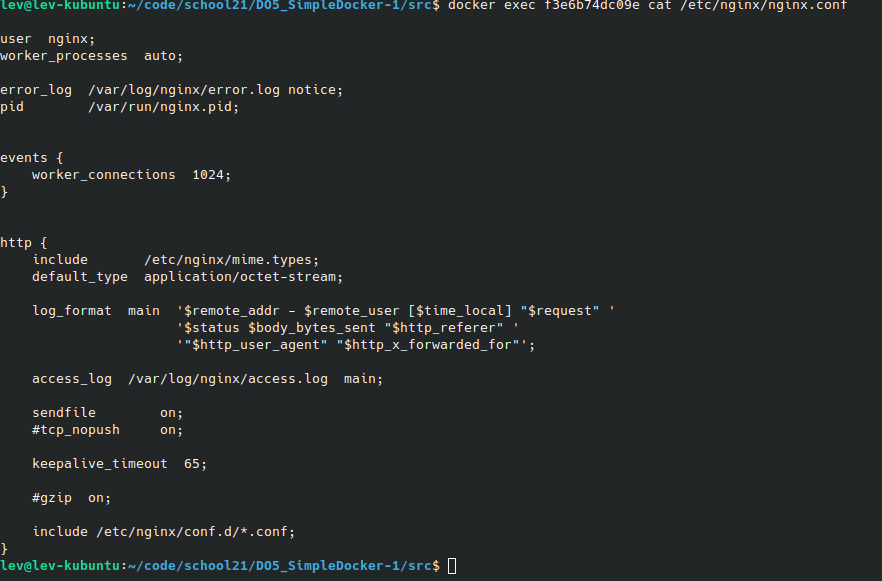 lev@lev-kubuntu:~/code/school21/DO5_SimpleDocker-1/src$ docker exec f3e6b74dc09e cat /etc/nginx/nginx.conf

user  nginx;
worker_processes  auto;

error_log  /var/log/nginx/error.log notice;
pid        /var/run/nginx.pid;


events {
    worker_connections  1024;
}


http {
    include       /etc/nginx/mime.types;
    default_type  application/octet-stream;

    log_format  main  '$remote_addr - $remote_user [$time_local] "$request" '
                      '$status $body_bytes_sent "$http_referer" '
                      '"$http_user_agent" "$http_x_forwarded_for"';

    access_log  /var/log/nginx/access.log  main;

    sendfile        on;
    #tcp_nopush     on;

    keepalive_timeout  65;

    #gzip  on;

    include /etc/nginx/conf.d/*.conf;
}
lev@lev-kubuntu:~/code/school21/DO5_SimpleDocker-1/src$